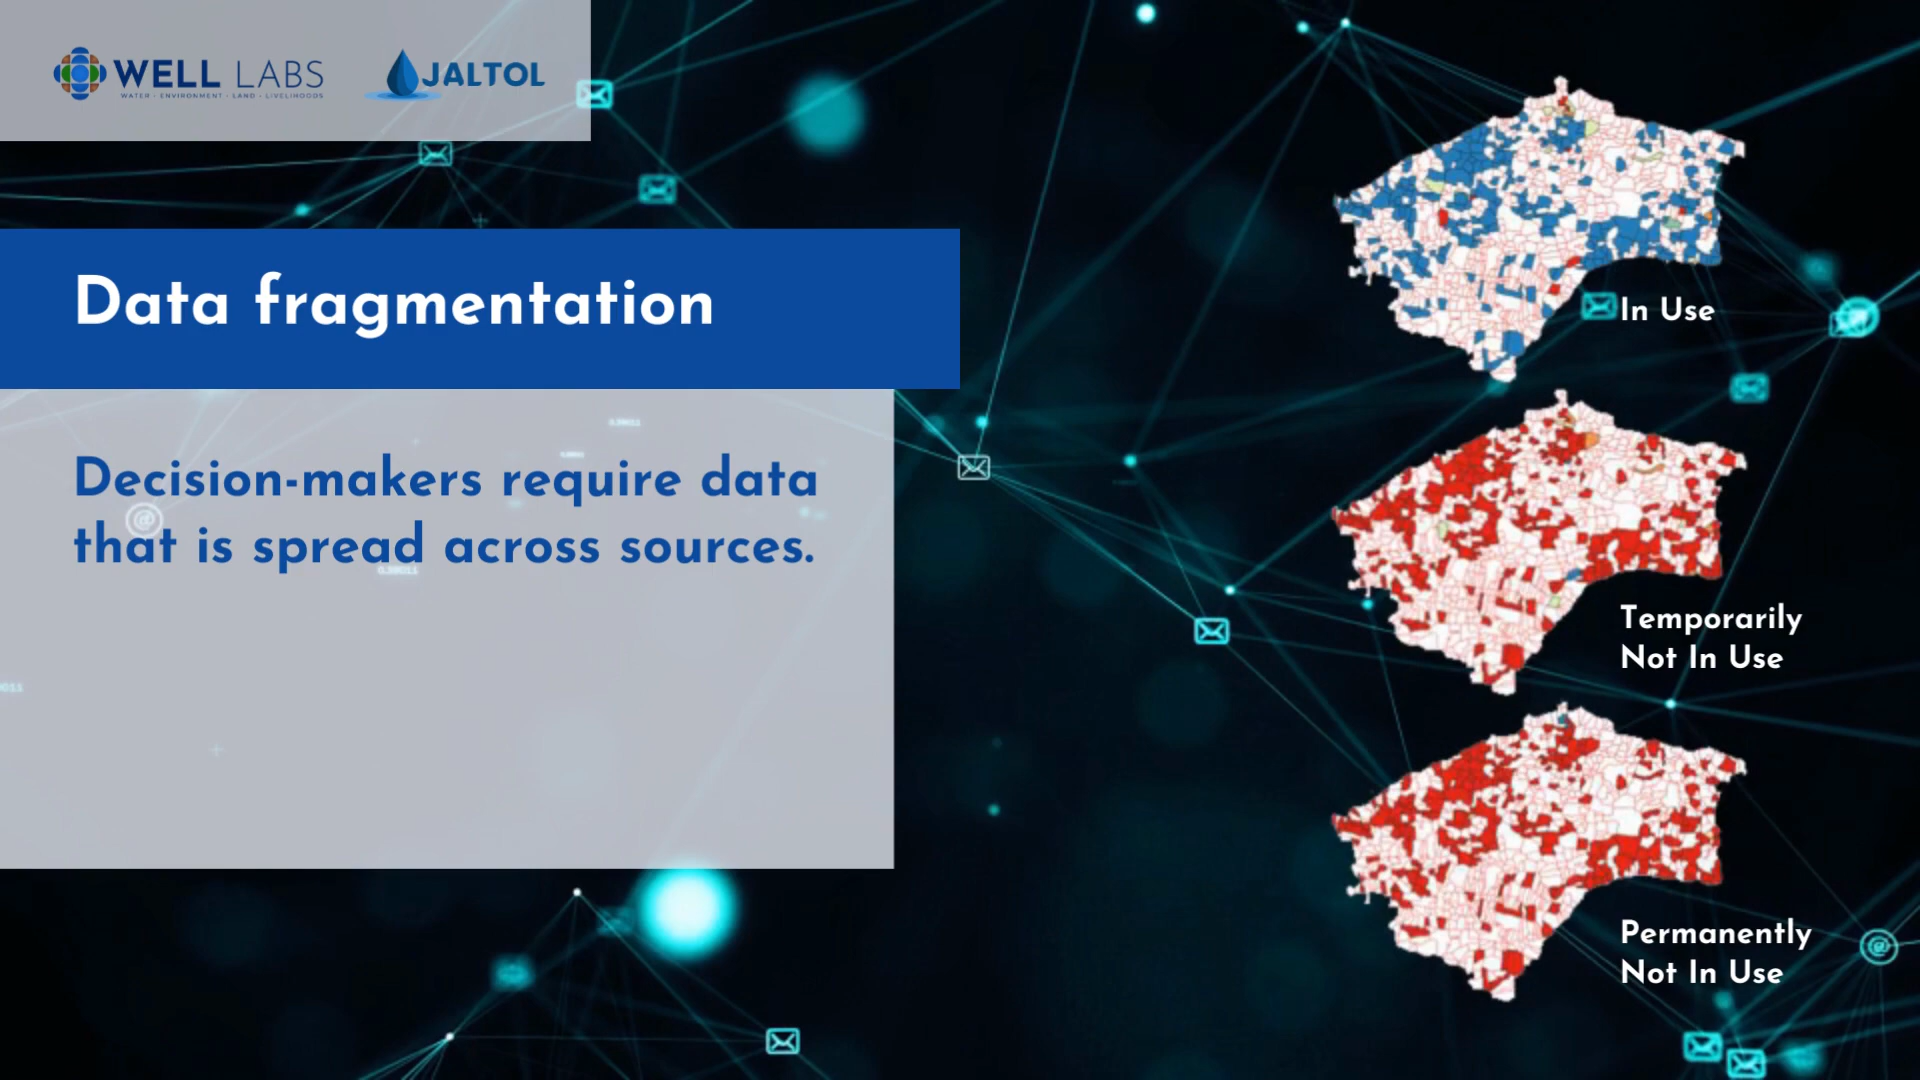 WELL LABS
WATER · ENVIRONMENT · LAND · LIVELIHOODS
JALTOL
Data fragmentation
Decision-makers require data
that is spread across sources.
In Use
Temporarily
Not In Use
Permanently
Not In Use